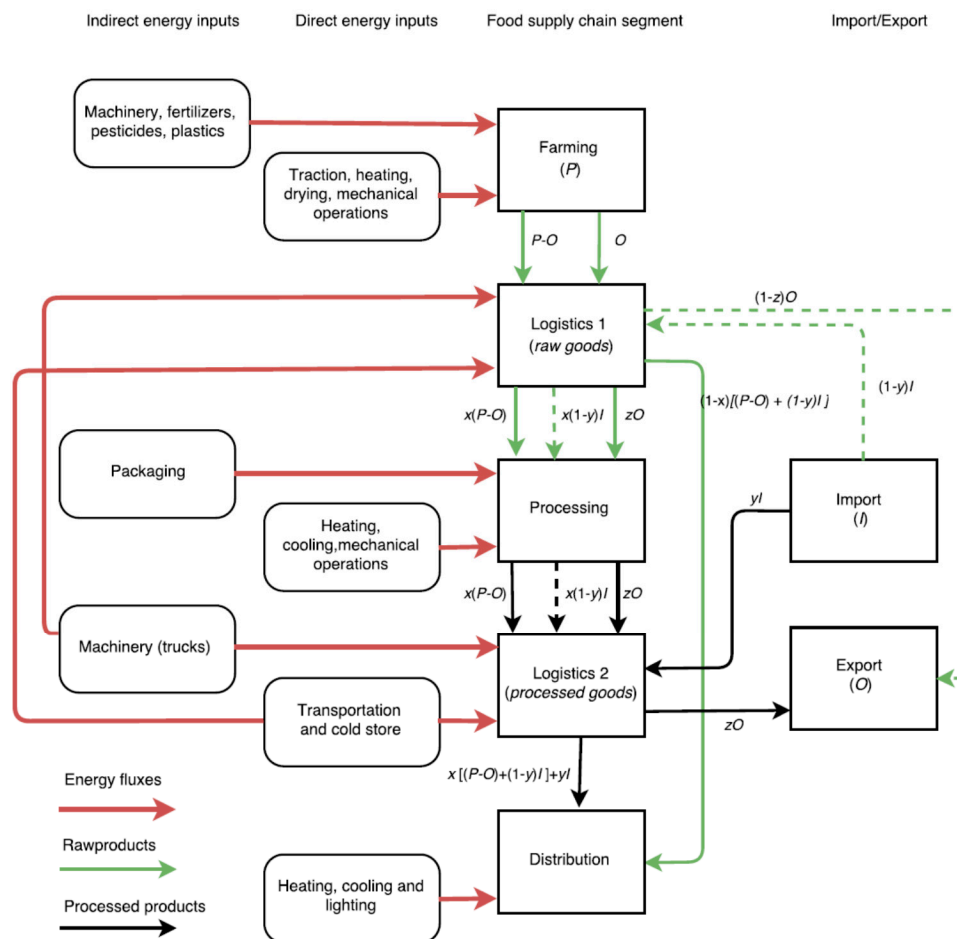 Indirect energy inputs
Direct energy inputs
Food supply chain segment
Import/Export
Machinery, fertilizers,
pesticides, plastics
Farming
(P)
Traction, heating,
drying, mechanical
operations
P-O
O
Logistics 1
(raw goods)
(1-z)O
(1-y)I
(1-x)[(P-O) + (1-y)I ]
x(P-O)
x(1-y)I
zO
Packaging
Processing
Import
(I)
yI
Heating,
cooling,mechanical
operations
x(P-O)
x(1-y)I
zO
Machinery (trucks)
Logistics 2
(processed goods)
Export
(O)
Transportation
and cold store
zO
x [(P-O)+(1-y)I ]+yI
Energy fluxes
Rawproducts
Processed products
Distribution
Heating, cooling and
lighting